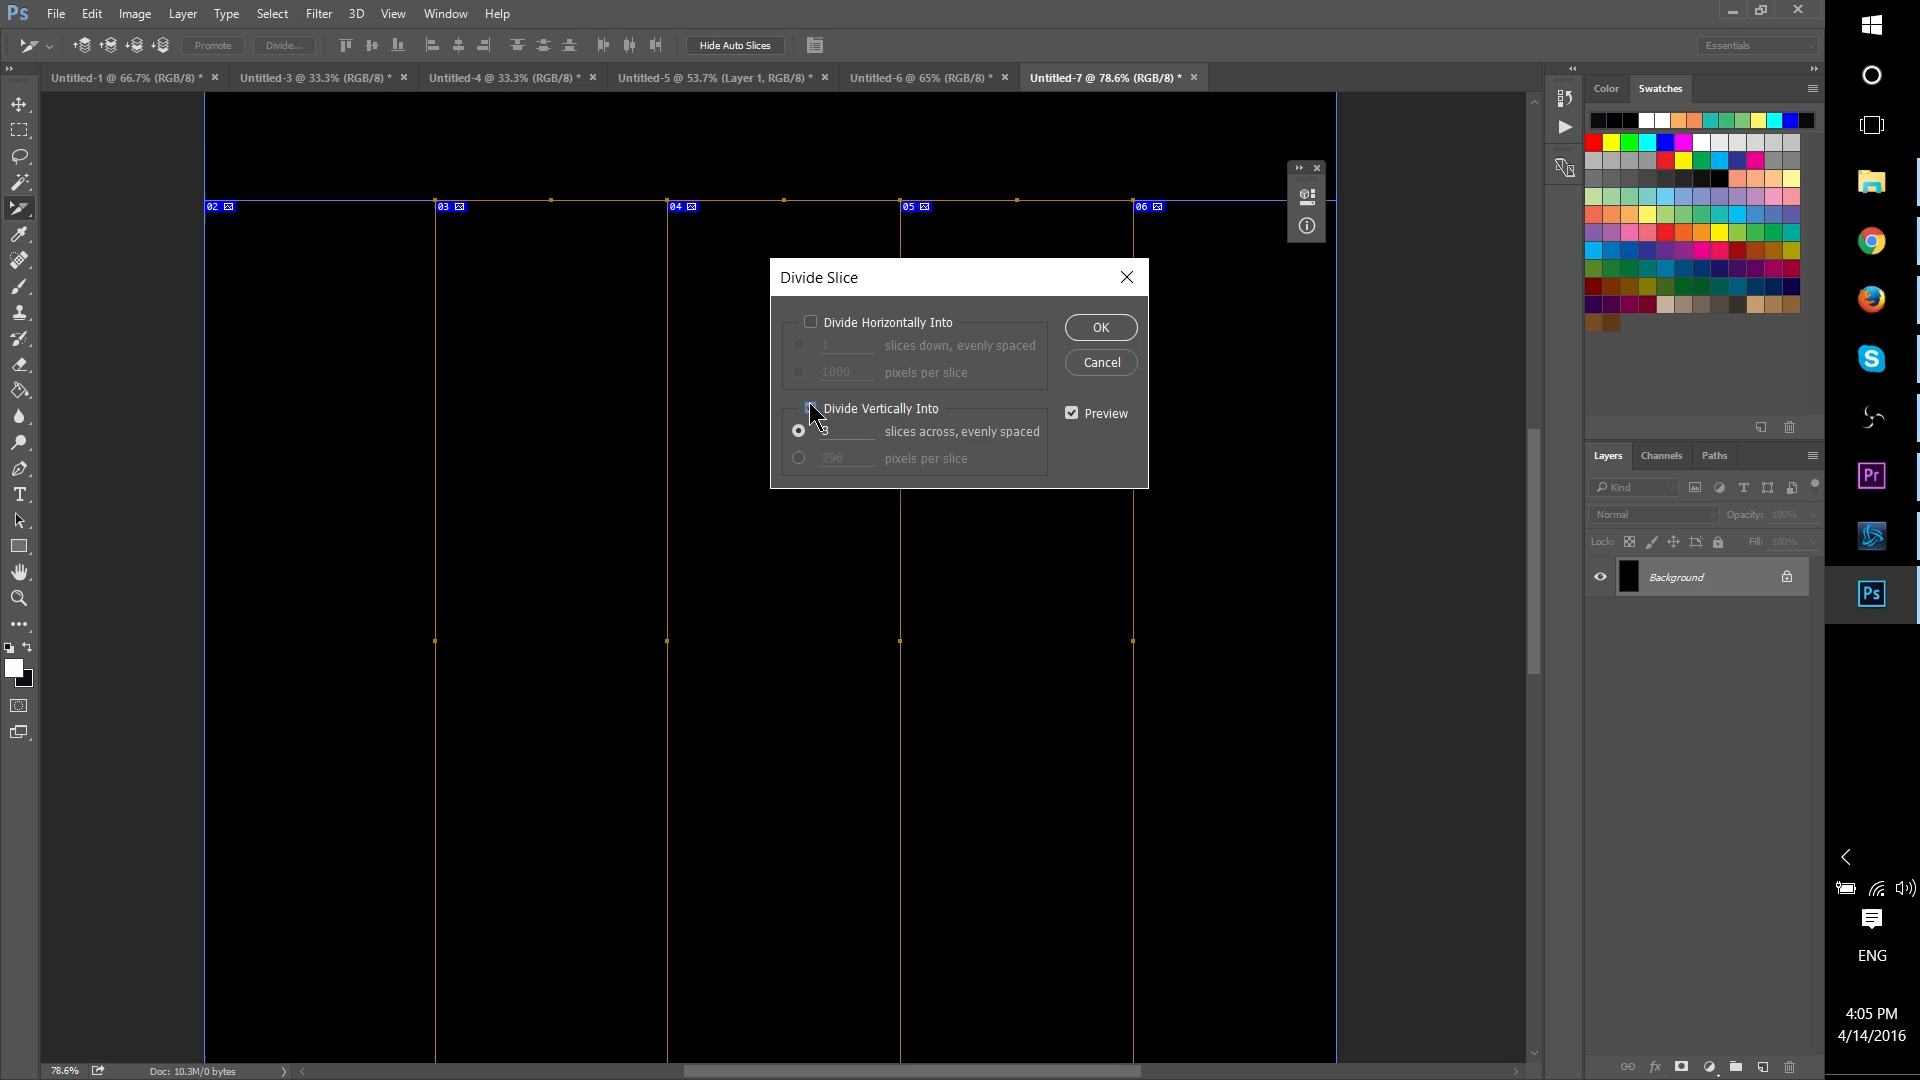 Ps File Edit Image Layer Type Select Filter 3D View Window Help
Promote Divide... Hide Auto Slices Essentials
Untitled-1 @ 66.7% (RGB/8) * × Untitled-3 @ 33.3% (RGB/8) * × Untitled-4 @ 33.3% (RGB/8) * × Untitled-5 @ 53.7% (Layer 1, RGB/8) * × Untitled-6 @ 65% (RGB/8) * × Untitled-7 @ 78.6% (RGB/8) * ×
Color Swatches
02 03 04 05 06
Divide Slice
Divide Horizontally Into
1 slices down, evenly spaced
1000 pixels per slice
OK
Cancel
Divide Vertically Into
3 slices across, evenly spaced
296 pixels per slice
Preview
Layers Channels Paths
Kind
Normal Opacity: 100%
Lock: Fill: 100%
Background
Pr
Ps
ENG
4:05 PM
4/14/2016
78.6% Doc: 10.3M/0 bytes
fx